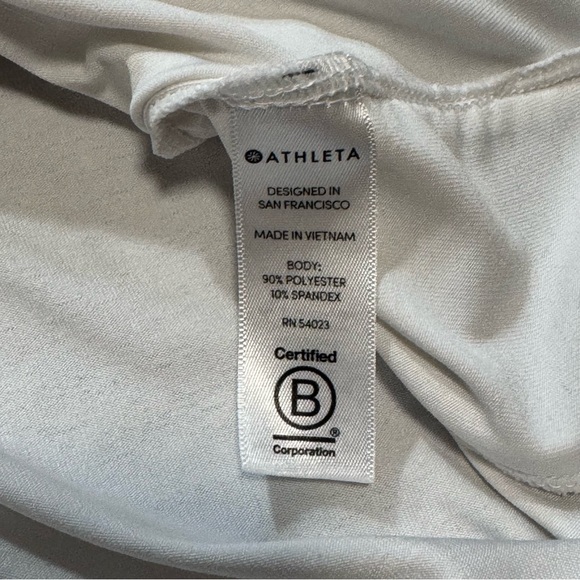 ATHLETA
DESIGNED IN
SAN FRANCISCO
MADE IN VIETNAM
BODY:
90% POLYESTER
10% SPANDEX
RN 54023
Certified
B
®
Corporation